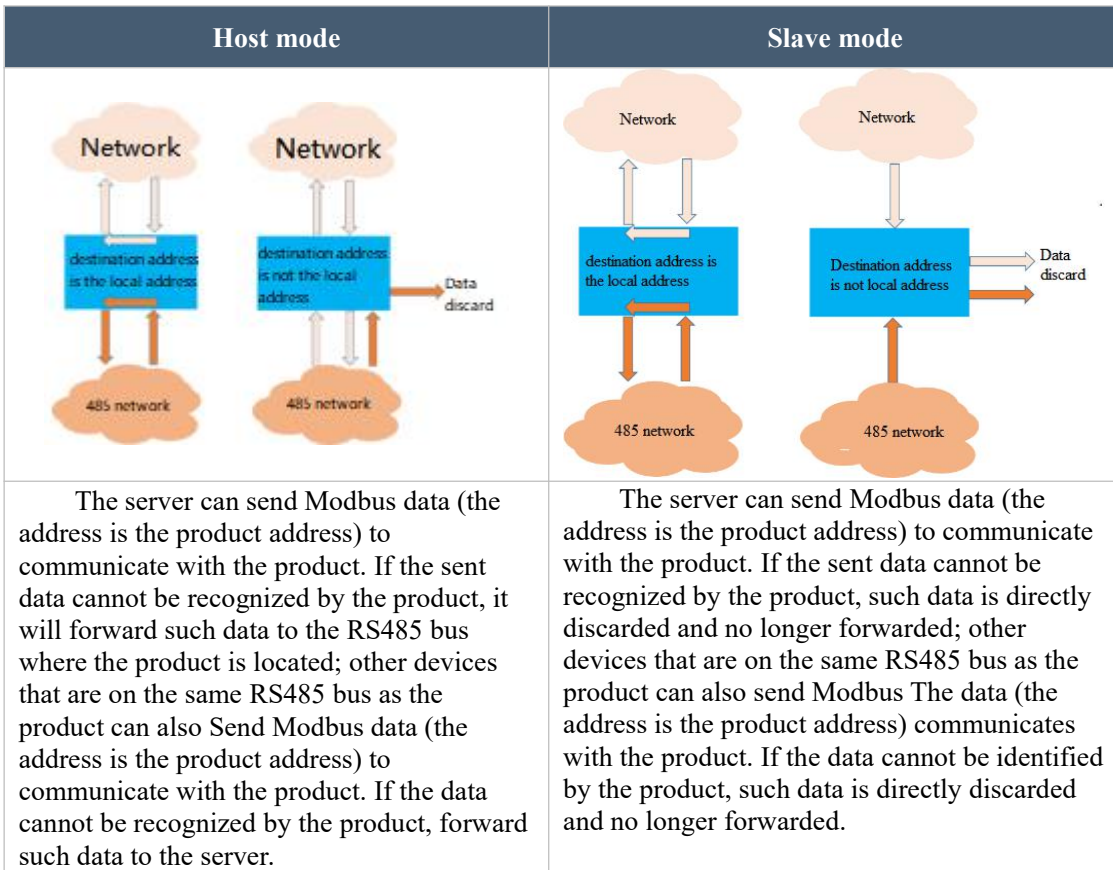 Host mode
Slave mode
Network
Network
destination address
is the local address
destination address
is not the local
address
Data
discard
485 network
485 network
Network
Network
destination address is
the local address
Destination address
is not local address
Data
discard
485 network
485 network
The server can send Modbus data (the
address is the product address) to
communicate with the product. If the sent
data cannot be recognized by the product, it
will forward such data to the RS485 bus
where the product is located; other devices
that are on the same RS485 bus as the
product can also Send Modbus data (the
address is the product address) to
communicate with the product. If the data
cannot be recognized by the product, forward
such data to the server.
The server can send Modbus data (the
address is the product address) to communicate
with the product. If the sent data cannot be
recognized by the product, such data is directly
discarded and no longer forwarded; other
devices that are on the same RS485 bus as the
product can also send Modbus The data (the
address is the product address) communicates
with the product. If the data cannot be identified
by the product, such data is directly discarded
and no longer forwarded.